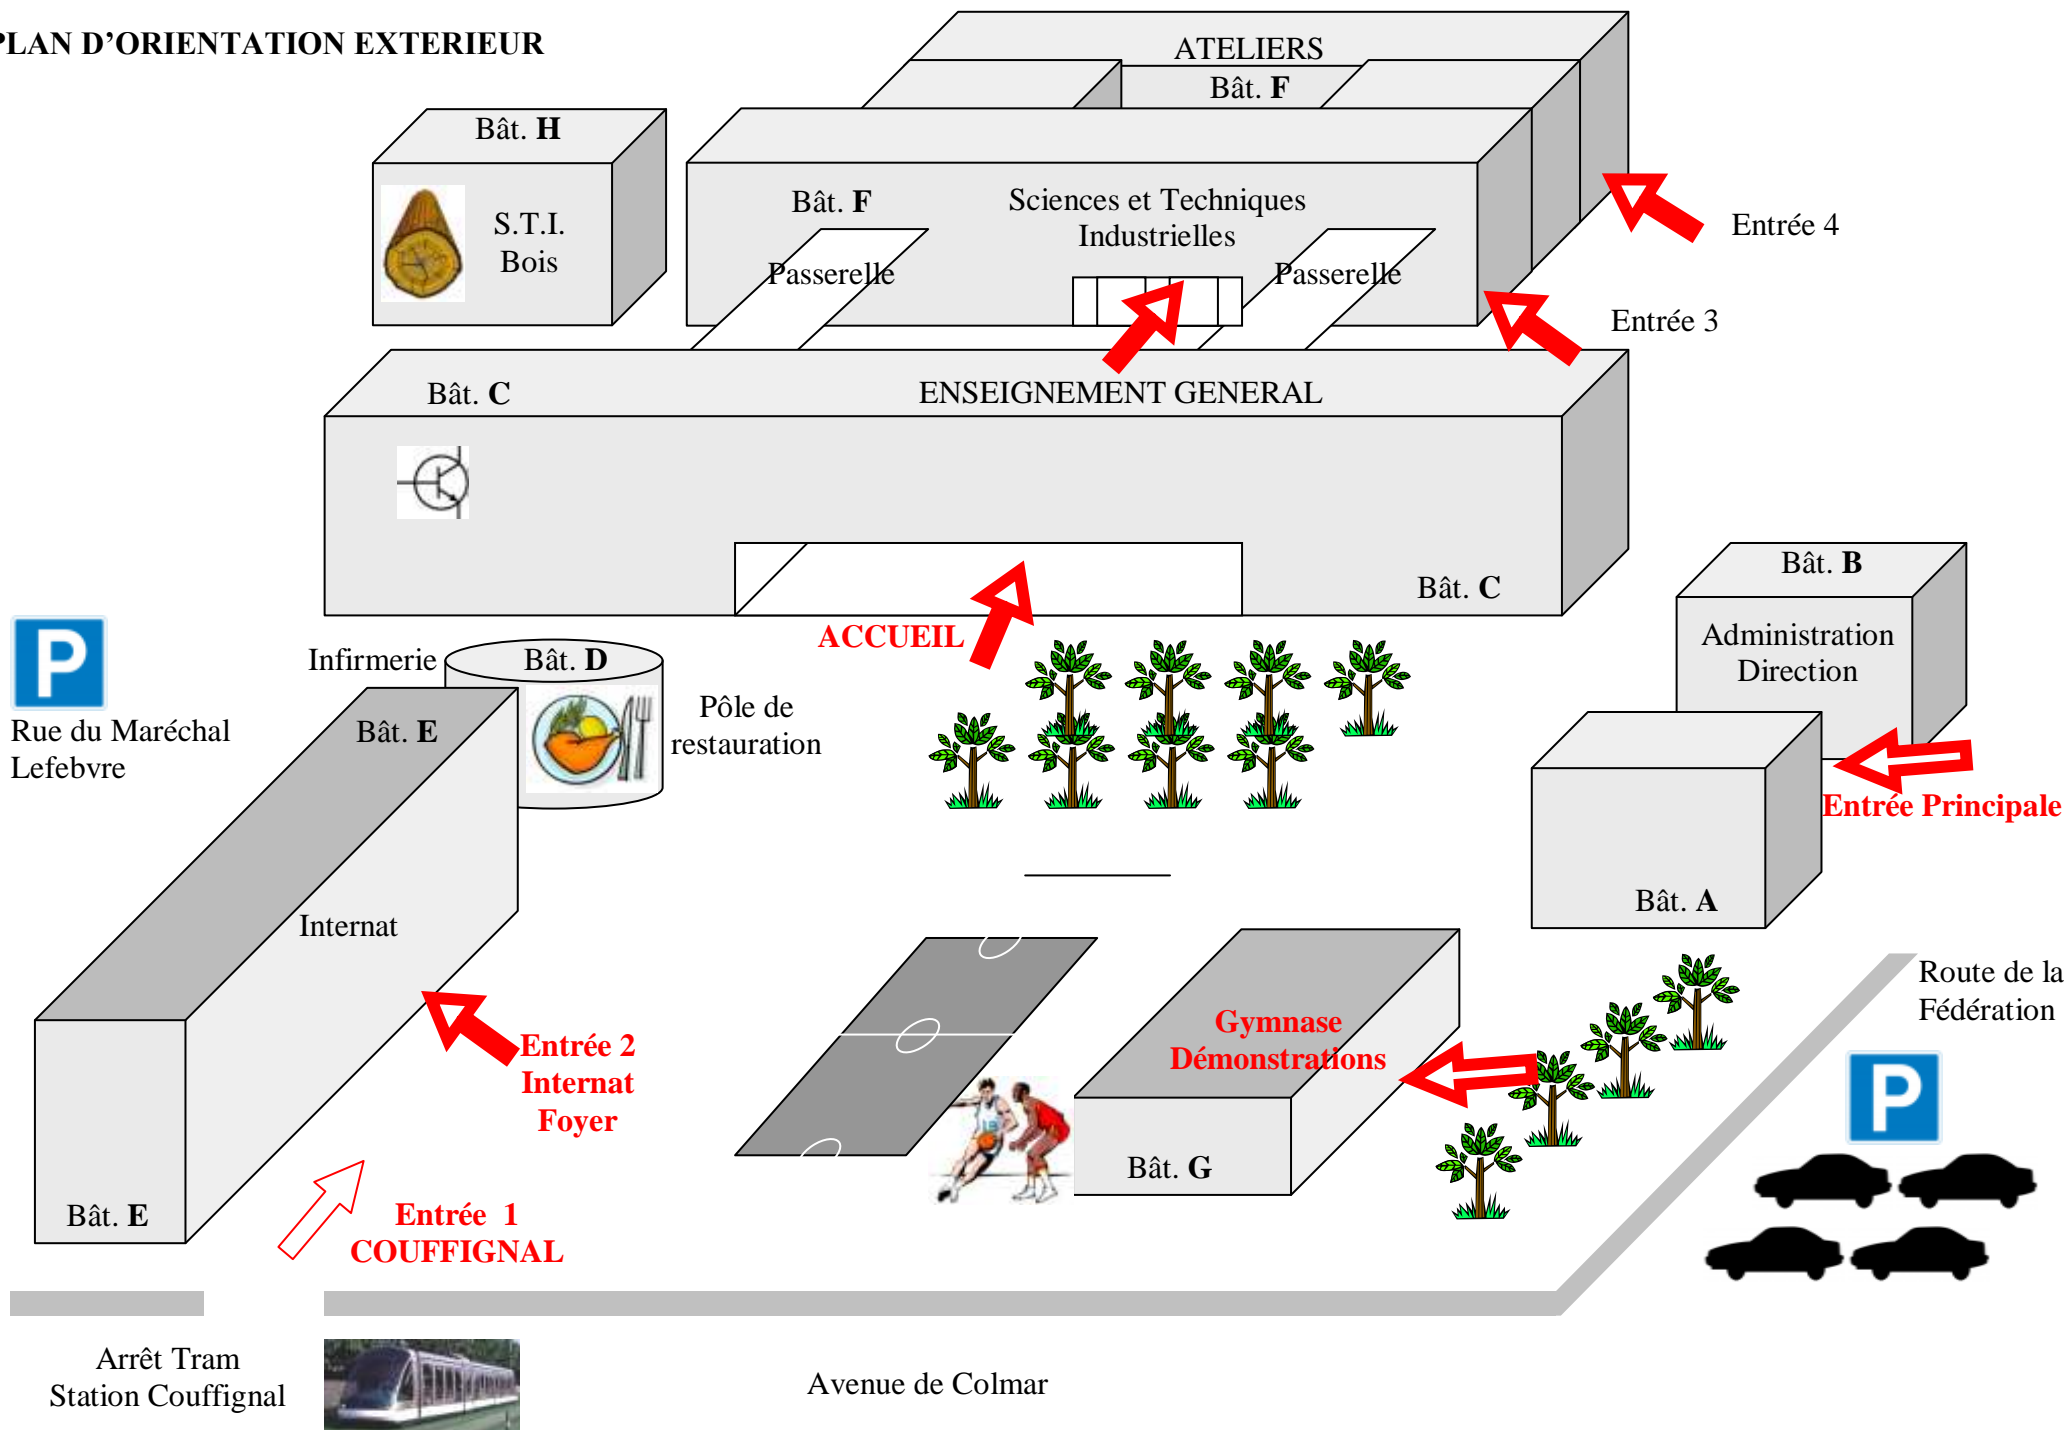 PLAN D’ORIENTATION EXTERIEUR
ATELIERS
Bât. F
Bât. H
S.T.I.
Bois
Bât. F
Sciences et Techniques
Industrielles
Passerelle
Passerelle
Entrée 4
Entrée 3
Bât. C
ENSEIGNEMENT GENERAL
Bât. C
ACCUEIL
Bât. B
Administration
Direction
P
Rue du Maréchal
Lefebvre
Infirmerie
Bât. D
Pôle de
restauration
Bât. E
Internat
Entrée Principale
Bât. A
Entrée 2
Internat
Foyer
Gymnase
Démonstrations
Route de la
Fédération
P
Bât. G
Bât. E
Entrée 1
COUFFIGNAL
Arrêt Tram
Station Couffignal
Avenue de Colmar